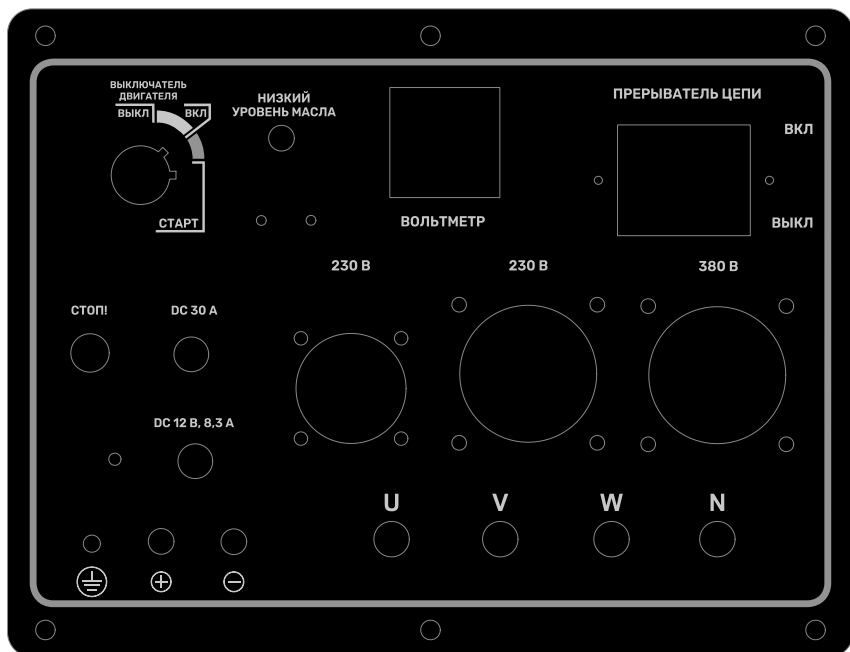 ВЫКЛЮЧАТЕЛЬ
ДВИГАТЕЛЯ
ВЫКЛ
ВКЛ
СТАРТ
НИЗКИЙ
УРОВЕНЬ МАСЛА
ВОЛЬТМЕТР
ПРЕРЫВАТЕЛЬ ЦЕПИ
ВКЛ
ВЫКЛ
230 В
230 В
380 В
СТОП!
DC 30 А
DC 12 В, 8,3 А
U
V
W
N